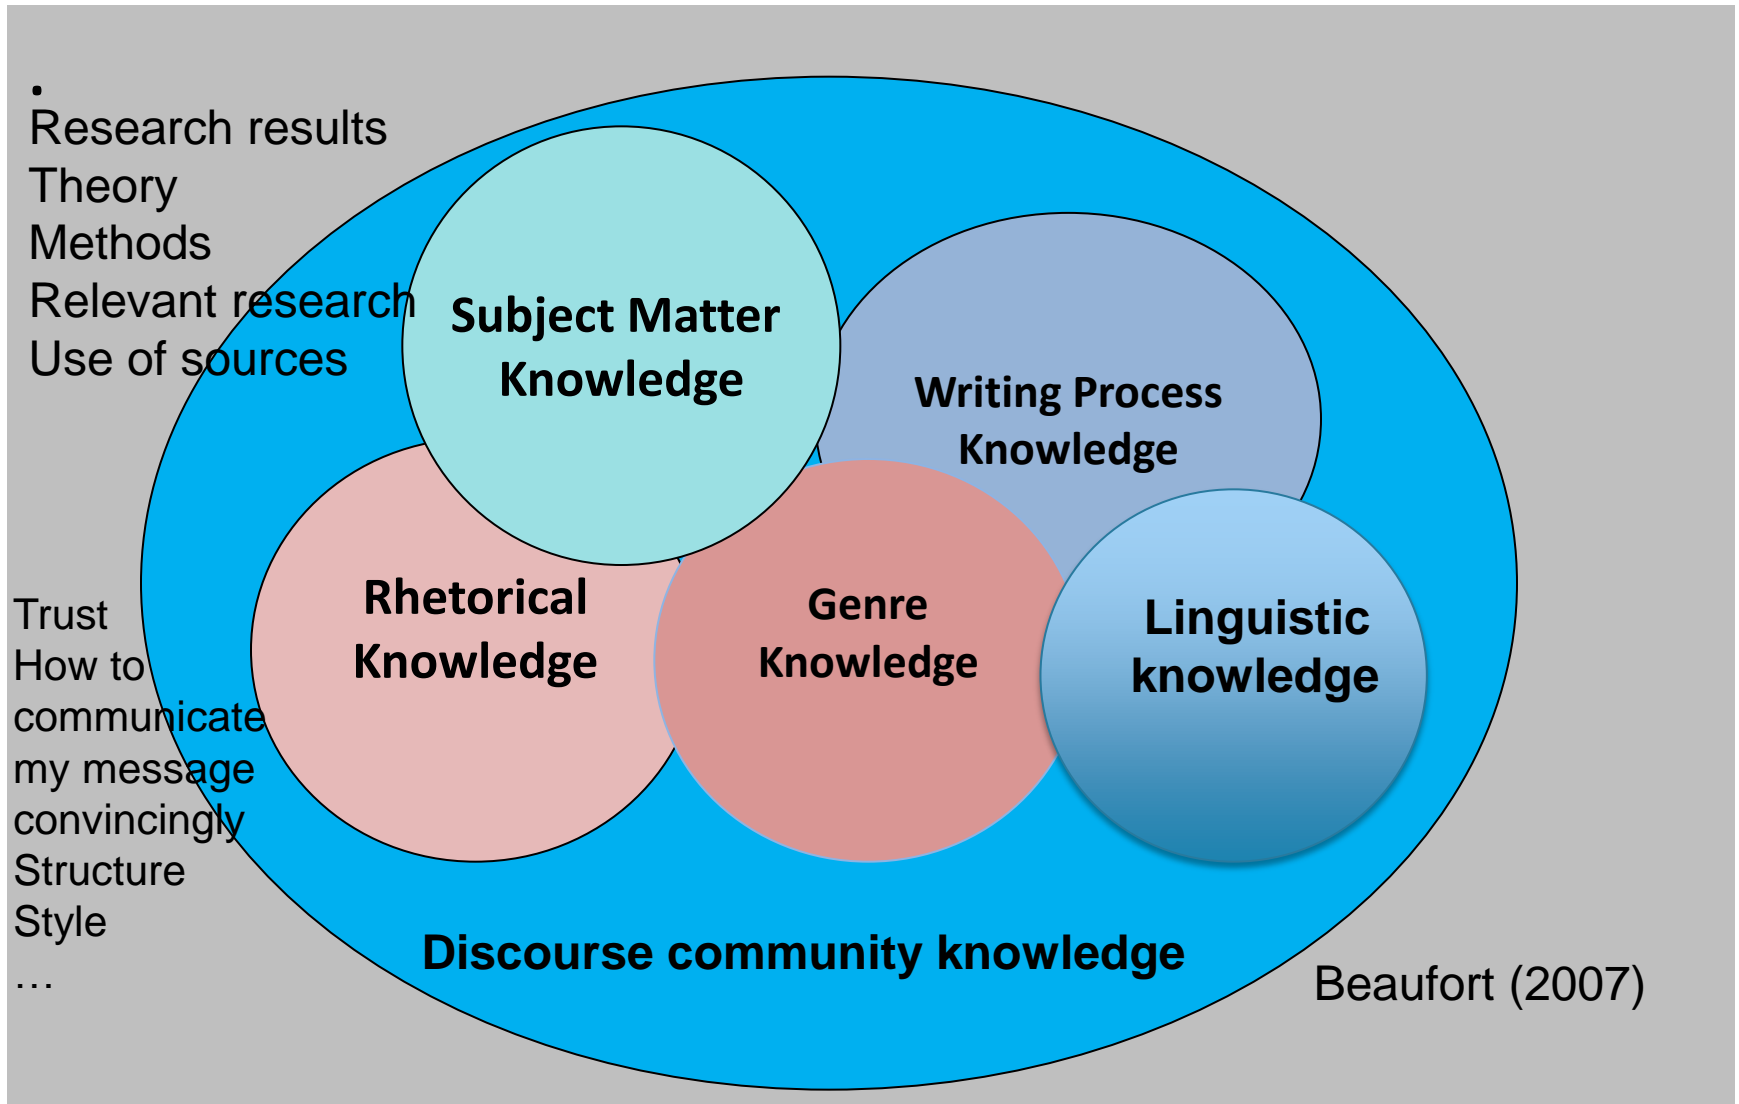 .
Research results
Theory
Methods
Relevant research
Use of sources
Subject Matter
Knowledge
Writing Process
Knowledge
Rhetorical
Knowledge
Genre
Knowledge
Linguistic
knowledge
Trust
How to
communicate
my message
convincingly
Structure
Style
…
Discourse community knowledge
Beaufort (2007)